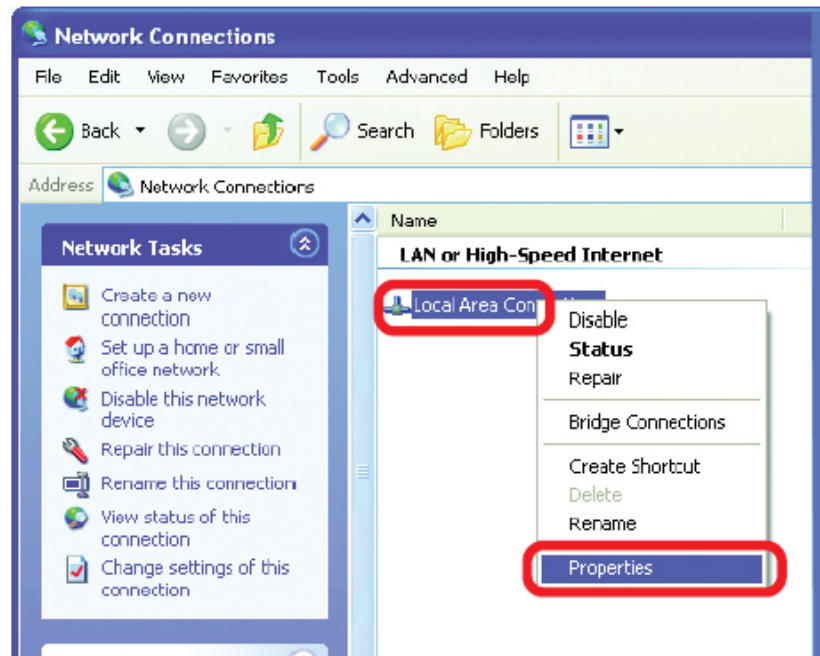 Network Connections
File Edit View Favorites Tools Advanced Help
Back Search Folders
Address Network Connections
Network Tasks
Create a new
connection
Set up a home or small
office network
Disable this network
device
Repair this connection
Rename this connection
View status of this
connection
Change settings of this
connection
Name
LAN or High-Speed Internet
Local Area Con
Disable
Status
Repair
Bridge Connections
Create Shortcut
Delete
Rename
Properties